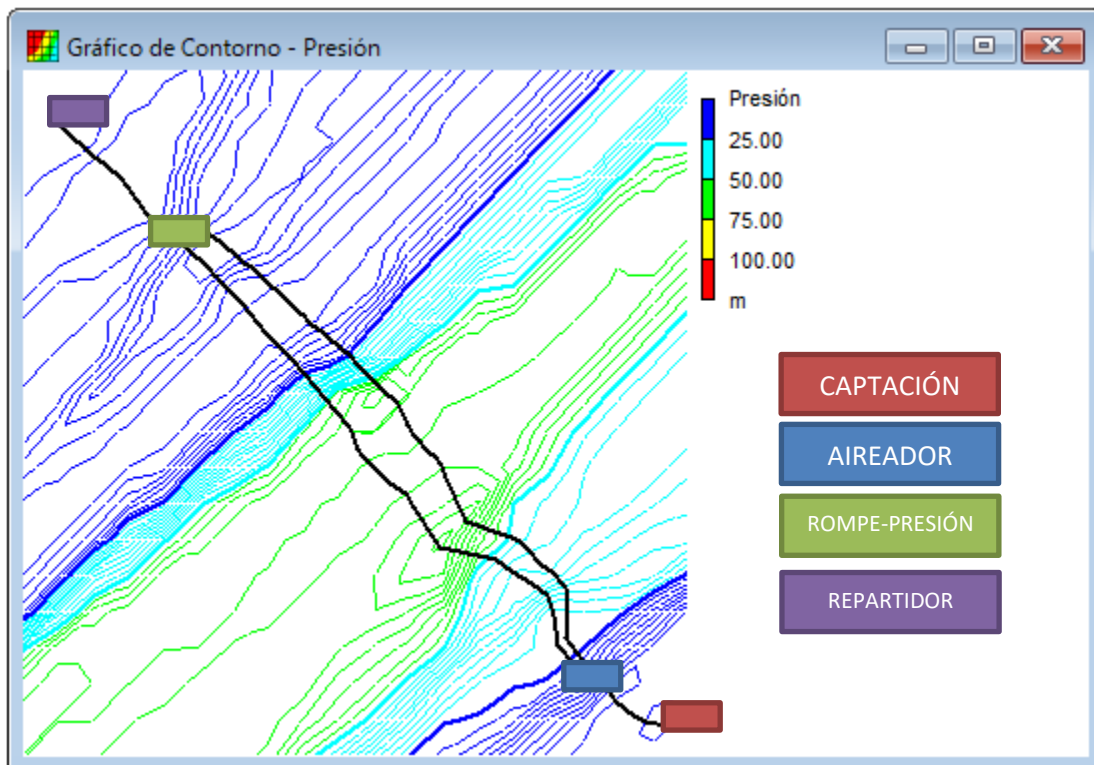 Gráfico de Contorno - Presión
Presión
25.00
50.00
75.00
100.00
m
CAPTACIÓN
AIREADOR
ROMPE-PRESIÓN
REPARTIDOR